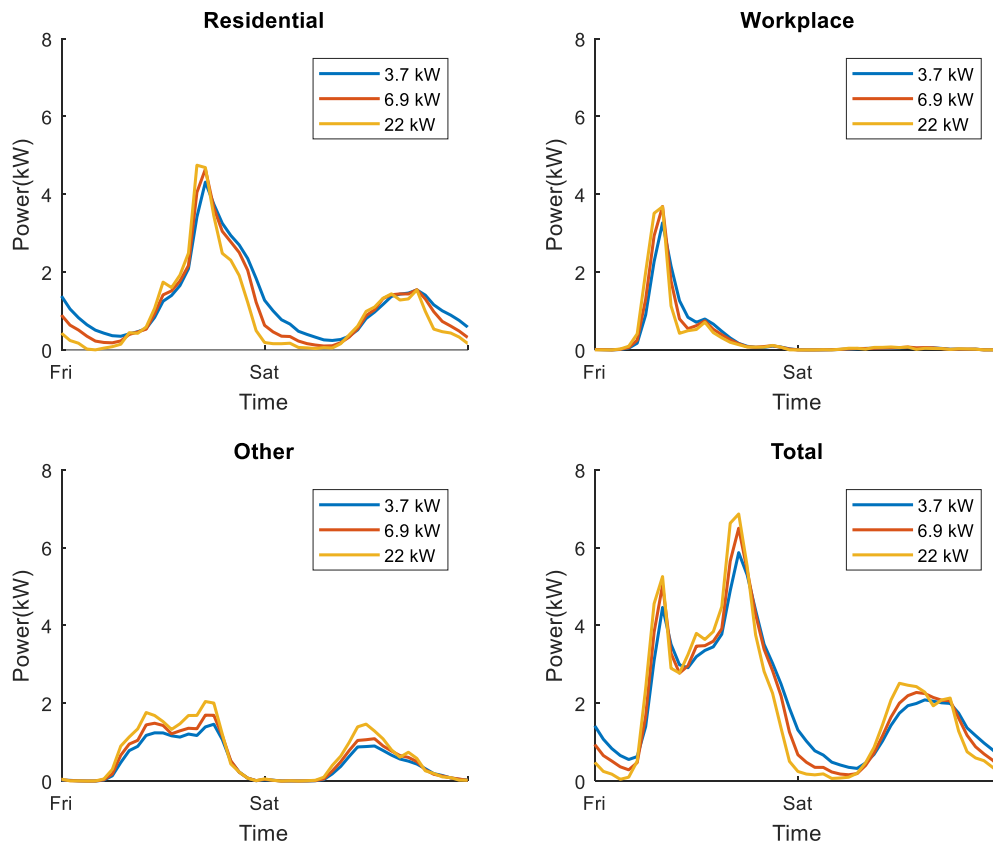 Residential
8
6
4
2
0
Power(kW)
3.7 kW
6.9 kW
22 kW
Fri
Sat
Time
Workplace
8
6
4
2
0
Power(kW)
3.7 kW
6.9 kW
22 kW
Fri
Sat
Time
Other
8
6
4
2
0
Power(kW)
3.7 kW
6.9 kW
22 kW
Fri
Sat
Time
Total
8
6
4
2
0
Power(kW)
3.7 kW
6.9 kW
22 kW
Fri
Sat
Time